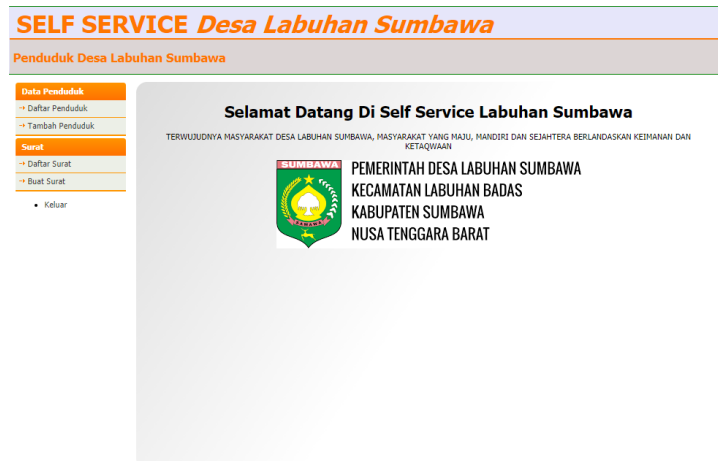 SELF SERVICE Desa Labuhan Sumbawa
Penduduk Desa Labuhan Sumbawa
Data Penduduk
Daftar Penduduk
Tambah Penduduk
Surat
Daftar Surat
Buat Surat
Keluar
Selamat Datang Di Self Service Labuhan Sumbawa
TERWUJUDNYA MASYARAKAT DESA LABUHAN SUMBAWA, MASYARAKAT YANG MAJU, MANDIRI DAN SEJAHTERA BERLANDASKAN KEIMANAN DAN
KETAQWAAN
SUMBAWA
SAWAWA
PEMERINTAH DESA LABUHAN SUMBAWA
KECAMATAN LABUHAN BADAS
KABUPATEN SUMBAWA
NUSA TENGGARA BARAT